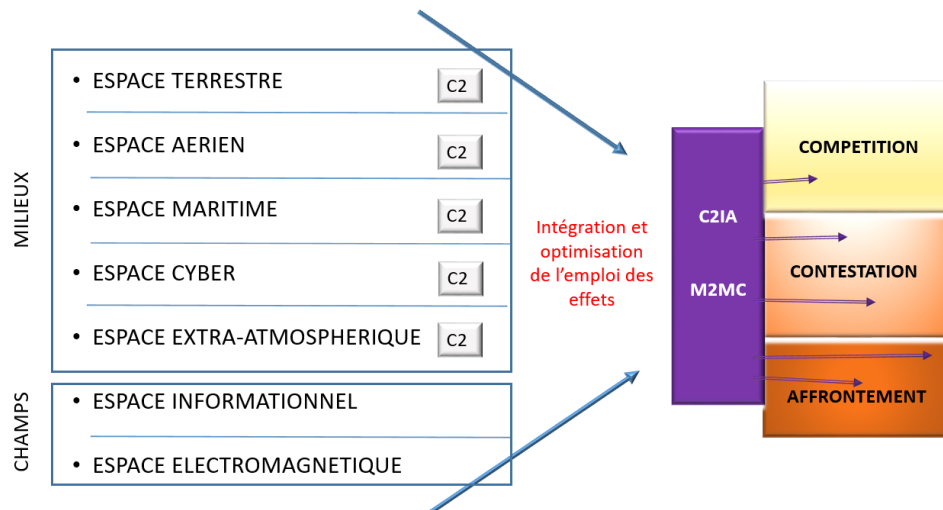 MILIEUX
• ESPACE TERRESTRE C2
• ESPACE AERIEN C2
• ESPACE MARITIME C2
• ESPACE CYBER C2
• ESPACE EXTRA-ATMOSPHERIQUE C2
CHAMPS
• ESPACE INFORMATIONNEL
• ESPACE ELECTROMAGNETIQUE
Intégration et
optimisation
de l’emploi des
effets
C2IA
M2MC
COMPETITION
CONTESTATION
AFFRONTEMENT